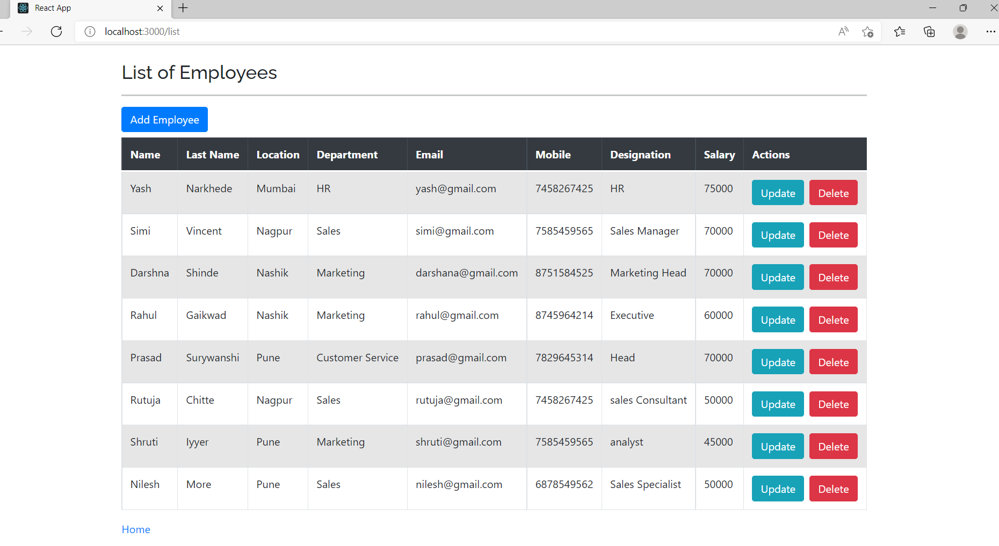 React App
localhost:3000/list
List of Employees
Add Employee
Name Last Name Location Department Email Mobile Designation Salary Actions
Yash Narkhede Mumbai HR yash@gmail.com 7458267425 HR 75000 Update Delete
Simi Vincent Nagpur Sales simi@gmail.com 7585459565 Sales Manager 70000 Update Delete
Darshna Shinde Nashik Marketing darshana@gmail.com 8751584525 Marketing Head 70000 Update Delete
Rahul Gaikwad Nashik Marketing rahul@gmail.com 8745964214 Executive 60000 Update Delete
Prasad Surywanshi Pune Customer Service prasad@gmail.com 7829645314 Head 70000 Update Delete
Rutuja Chitte Nagpur Sales rutuja@gmail.com 7458267425 sales Consultant 50000 Update Delete
Shruti Iyyer Pune Marketing shruti@gmail.com 7585459565 analyst 45000 Update Delete
Nilesh More Pune Sales nilesh@gmail.com 6878549562 Sales Specialist 50000 Update Delete
Home